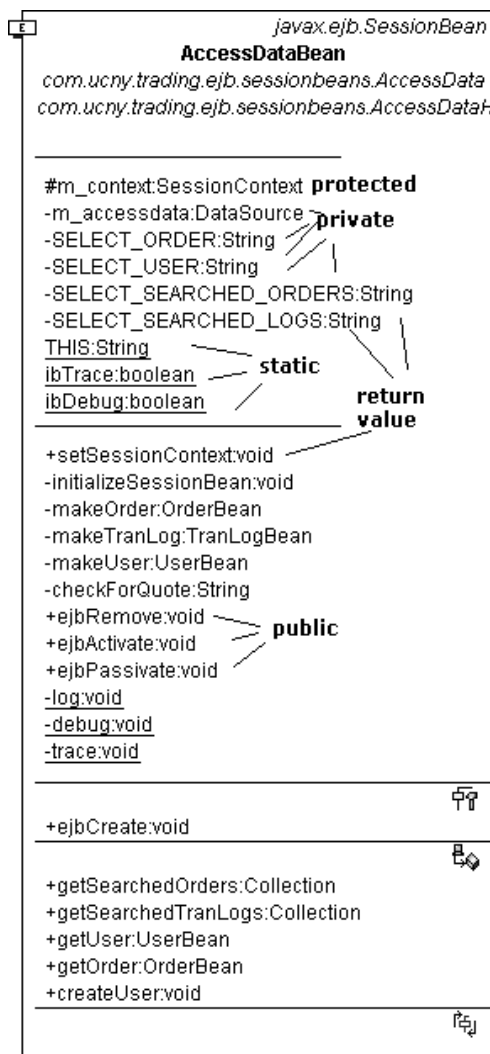 E
javax.ejb.SessionBean
AccessDataBean
com.ucny.trading.ejb.sessionbeans.AccessData
com.ucny.trading.ejb.sessionbeans.AccessDataH
#m_context:SessionContext protected
-m_accessdata:DataSource private
-SELECT_ORDER:String
-SELECT_USER:String
-SELECT_SEARCHED_ORDERS:String
-SELECT_SEARCHED_LOGS:String
THIS:String
ibTrace:boolean static
ibDebug:boolean return
value
+setSessionContext:void
-initializeSessionBean:void
-makeOrder:OrderBean
-makeTranLog:TranLogBean
-makeUser:UserBean
-checkForQuote:String
+ejbRemove:void
+ejbActivate:void public
+ejbPassivate:void
-log:void
-debug:void
-trace:void
+ejbCreate:void
+getSearchedOrders:Collection
+getSearchedTranLogs:Collection
+getUser:UserBean
+getOrder:OrderBean
+createUser:void